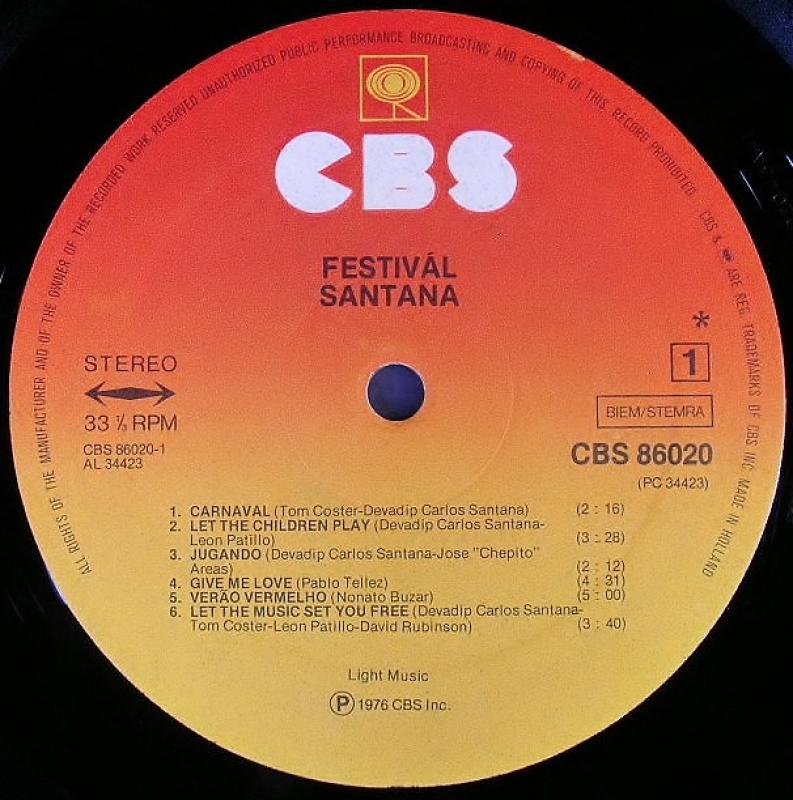 ALL RIGHTS OF THE MANUFACTURER AND OF THE OWNER OF THE RECORDED WORK RESERVED UNAUTHORIZED PUBLIC PERFORMANCE BROADCASTING AND COPYING OF THIS RECORD PROHIBITED
CBS & ARE REG. TRADEMARKS OF CBS INC. MADE IN HOLLAND
CBS
FESTIVÁL
SANTANA
*
STEREO
1
33 ⅓ RPM
BIEM/STEMRA
CBS 86020-1
AL 34423
CBS 86020
(PC 34423)
1. CARNAVAL (Tom Coster-Devadip Carlos Santana) (2 : 16)
2. LET THE CHILDREN PLAY (Devadip Carlos Santana-
Leon Patillo) (3 : 28)
3. JUGANDO (Devadip Carlos Santana-Jose "Chepito"
Areas) (2 : 12)
4. GIVE ME LOVE (Pablo Tellez) (4 : 31)
5. VERÃO VERMELHO (Nonato Buzar) (5 : 00)
6. LET THE MUSIC SET YOU FREE (Devadip Carlos Santana-
Tom Coster-Leon Patillo-David Rubinson) (3 : 40)
Light Music
℗ 1976 CBS Inc.